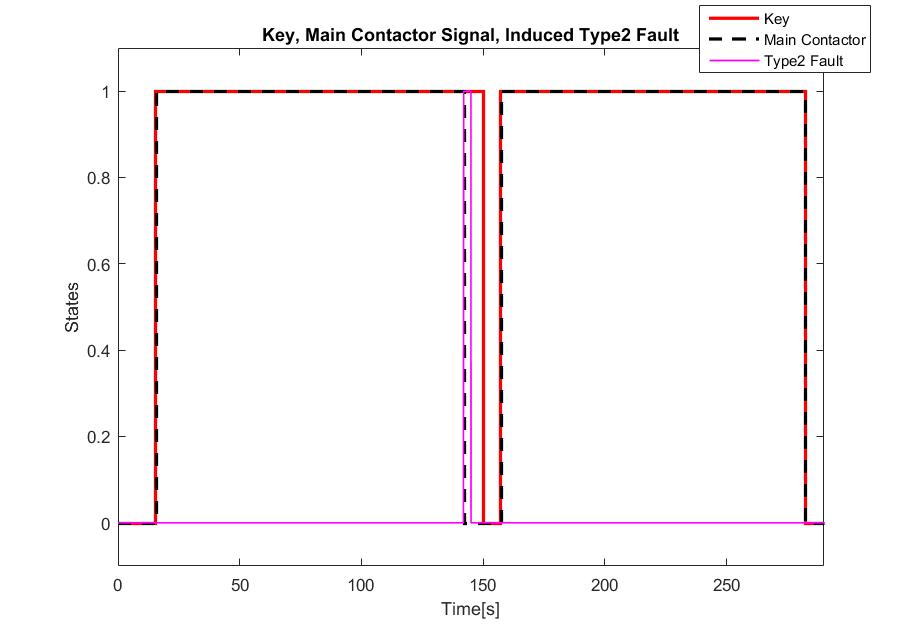 Key, Main Contactor Signal, Induced Type2 Fault
Key
Main Contactor
Type2 Fault
1
0.8
0.6
0.4
0.2
0
States
0 50 100 150 200 250
Time[s]